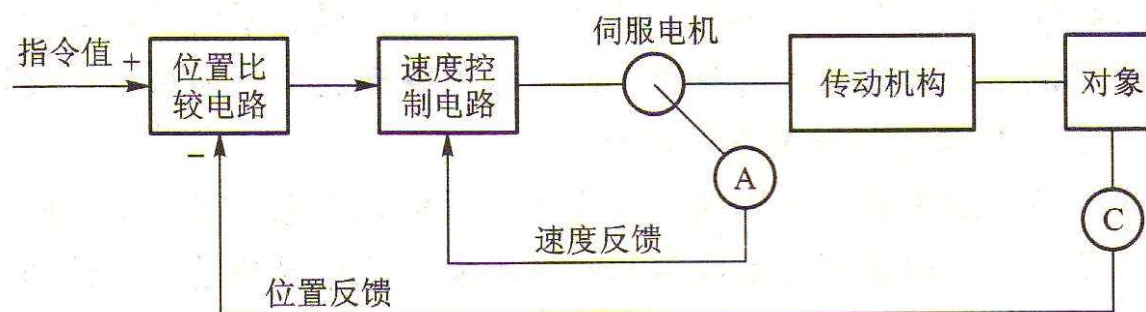 伺服电机
指令值 +
位置比
较电路
速度控
制电路
传动机构
对象
−
A
C
速度反馈
位置反馈